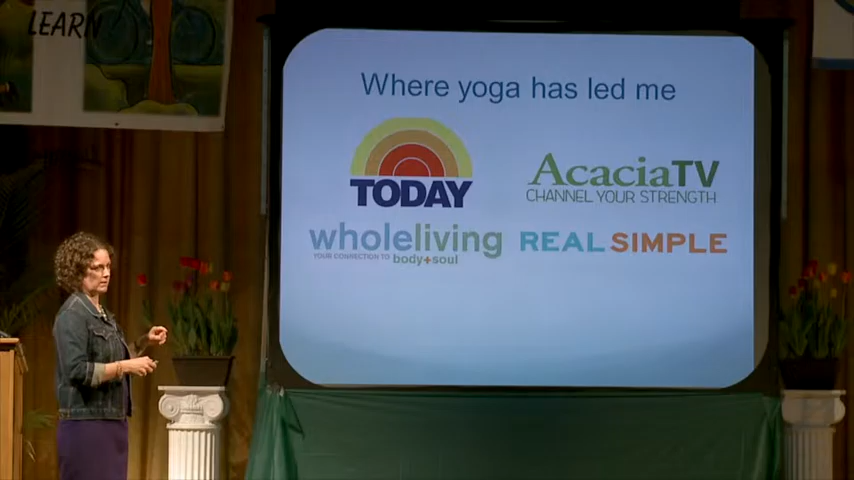 LEARN
Where yoga has led me
TODAY
AcaciaTV
CHANNEL YOUR STRENGTH
wholeliving
YOUR CONNECTION TO body+soul
REAL SIMPLE